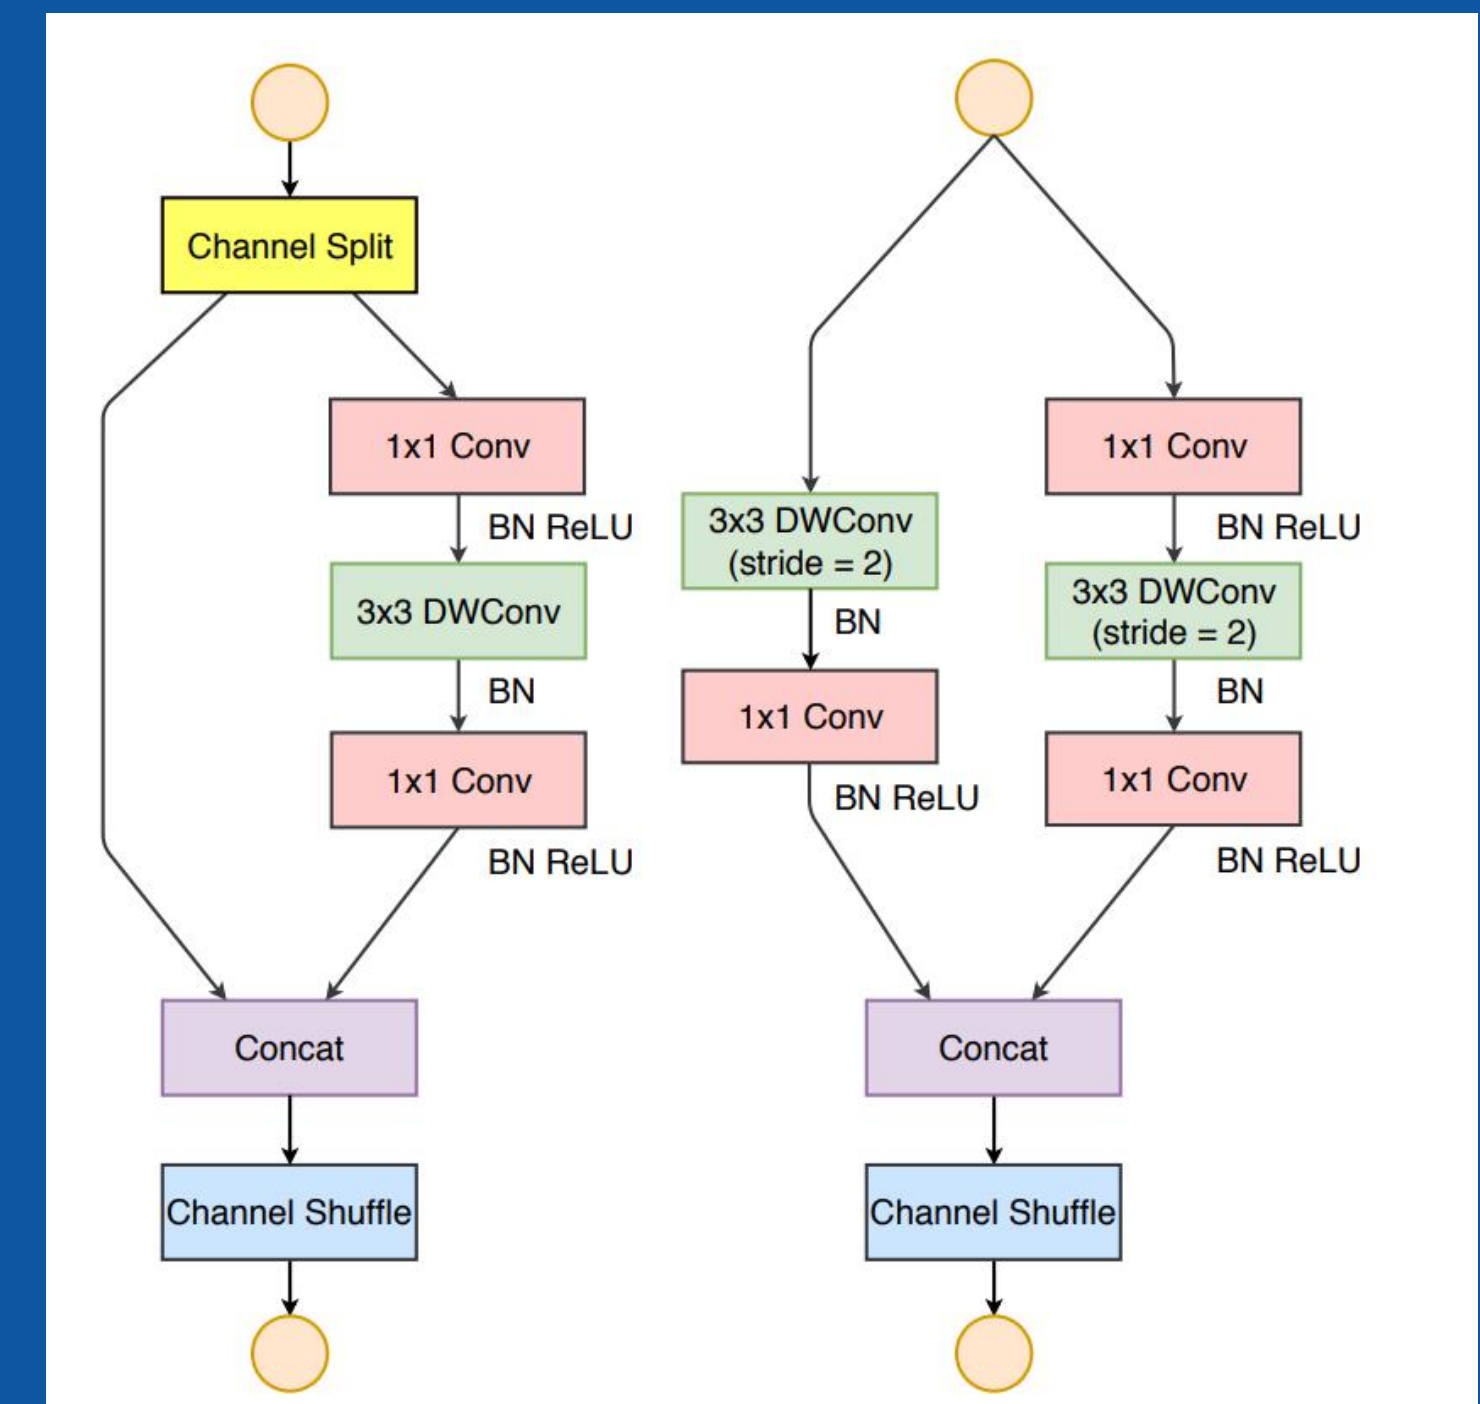 Channel Split
1x1 Conv
BN ReLU
3x3 DWConv
BN
1x1 Conv
BN ReLU
Concat
Channel Shuffle
3x3 DWConv
(stride = 2)
BN
1x1 Conv
BN ReLU
1x1 Conv
BN ReLU
3x3 DWConv
(stride = 2)
BN
1x1 Conv
BN ReLU
Concat
Channel Shuffle